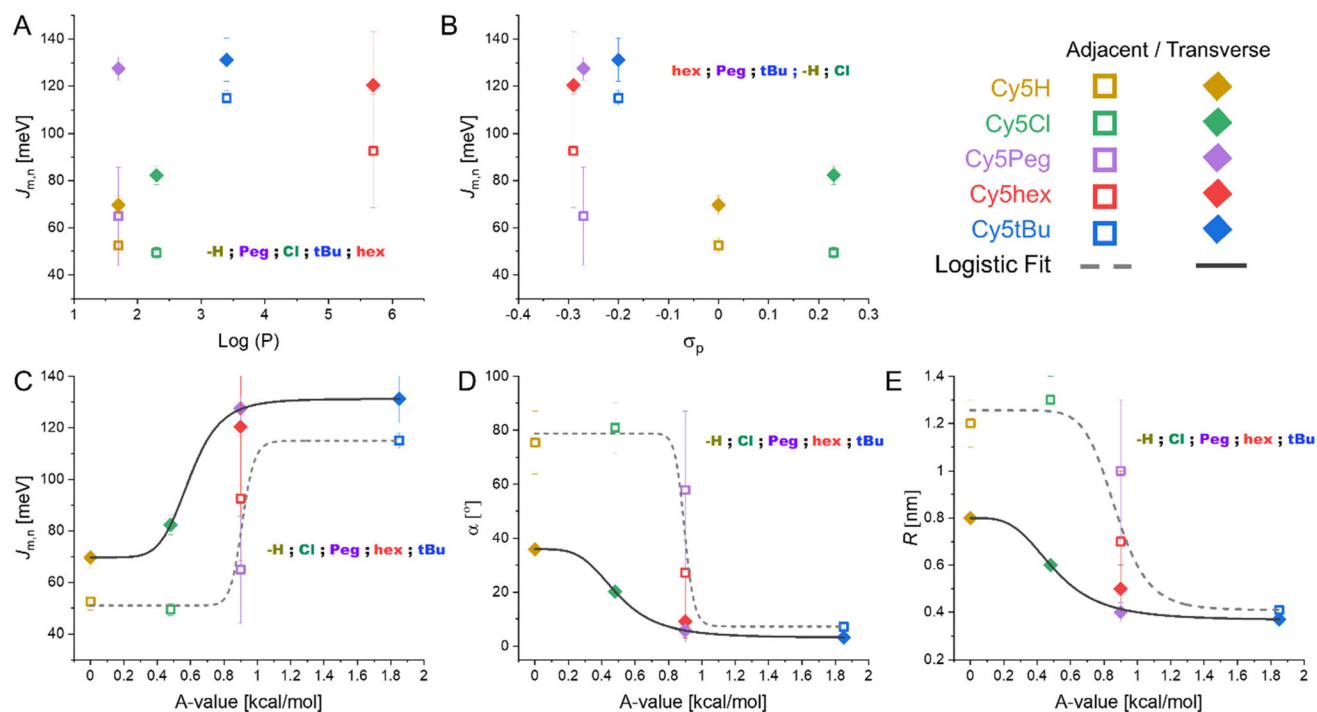 A
J m,n [meV]
140
120
100
80
60
40
-H ; Peg ; Cl ; tBu ; hex
1
2
3
4
5
6
Log (P)
B
J m,n [meV]
140
120
100
80
60
40
hex ; Peg ; tBu ; -H ; Cl
-0.4
-0.3
-0.2
-0.1
0
0.1
0.2
0.3
σp
Adjacent / Transverse
Cy5H
Cy5Cl
Cy5Peg
Cy5hex
Cy5tBu
Logistic Fit
C
J m,n [meV]
140
120
100
80
60
40
-H ; Cl ; Peg ; hex ; tBu
0
0.2
0.4
0.6
0.8
1
1.2
1.4
1.6
1.8
2
A-value [kcal/mol]
D
α [°]
100
80
60
40
20
0
-H ; Cl ; Peg ; hex ; tBu
0
0.2
0.4
0.6
0.8
1
1.2
1.4
1.6
1.8
2
A-value [kcal/mol]
E
R [nm]
1.4
1.2
1
0.8
0.6
0.4
0.2
-H ; Cl ; Peg ; hex ; tBu
0
0.2
0.4
0.6
0.8
1
1.2
1.4
1.6
1.8
2
A-value [kcal/mol]